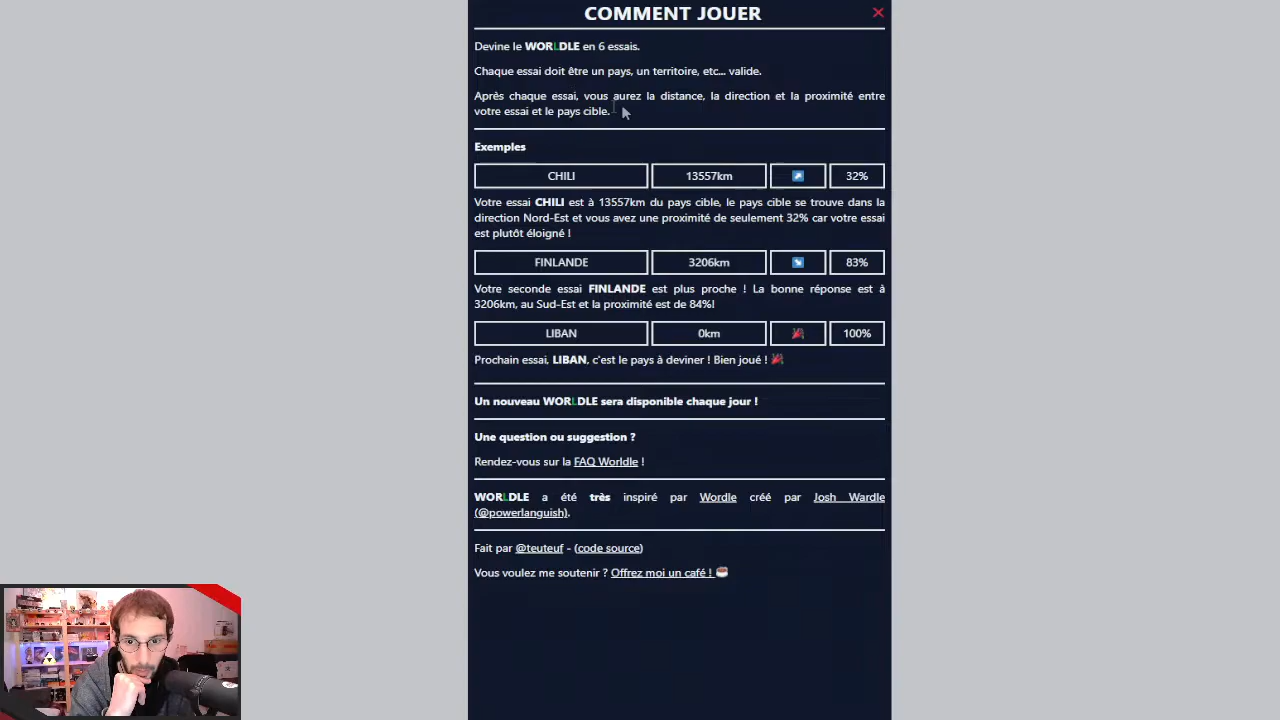 COMMENT JOUER
Devine le WORLDLE en 6 essais.
Chaque essai doit être un pays, un territoire, etc... valide.
Après chaque essai, vous aurez la distance, la direction et la proximité entre
votre essai et le pays cible.
Exemples
CHILI 13557km ↗ 32%
Votre essai CHILI est à 13557km du pays cible, le pays cible se trouve dans la
direction Nord-Est et vous avez une proximité de seulement 32% car votre essai
est plutôt éloigné !
FINLANDE 3206km ↘ 83%
Votre seconde essai FINLANDE est plus proche ! La bonne réponse est à
3206km, au Sud-Est et la proximité est de 84%!
LIBAN 0km 🎉 100%
Prochain essai, LIBAN, c'est le pays à deviner ! Bien joué ! 🎉
Un nouveau WORLDLE sera disponible chaque jour !
Une question ou suggestion ?
Rendez-vous sur la FAQ Worldle !
WORLDLE a été très inspiré par Wordle créé par Josh Wardle
(@powerlanguish).
Fait par @teuteuf - (code source)
Vous voulez me soutenir ? Offrez moi un café ! ☕